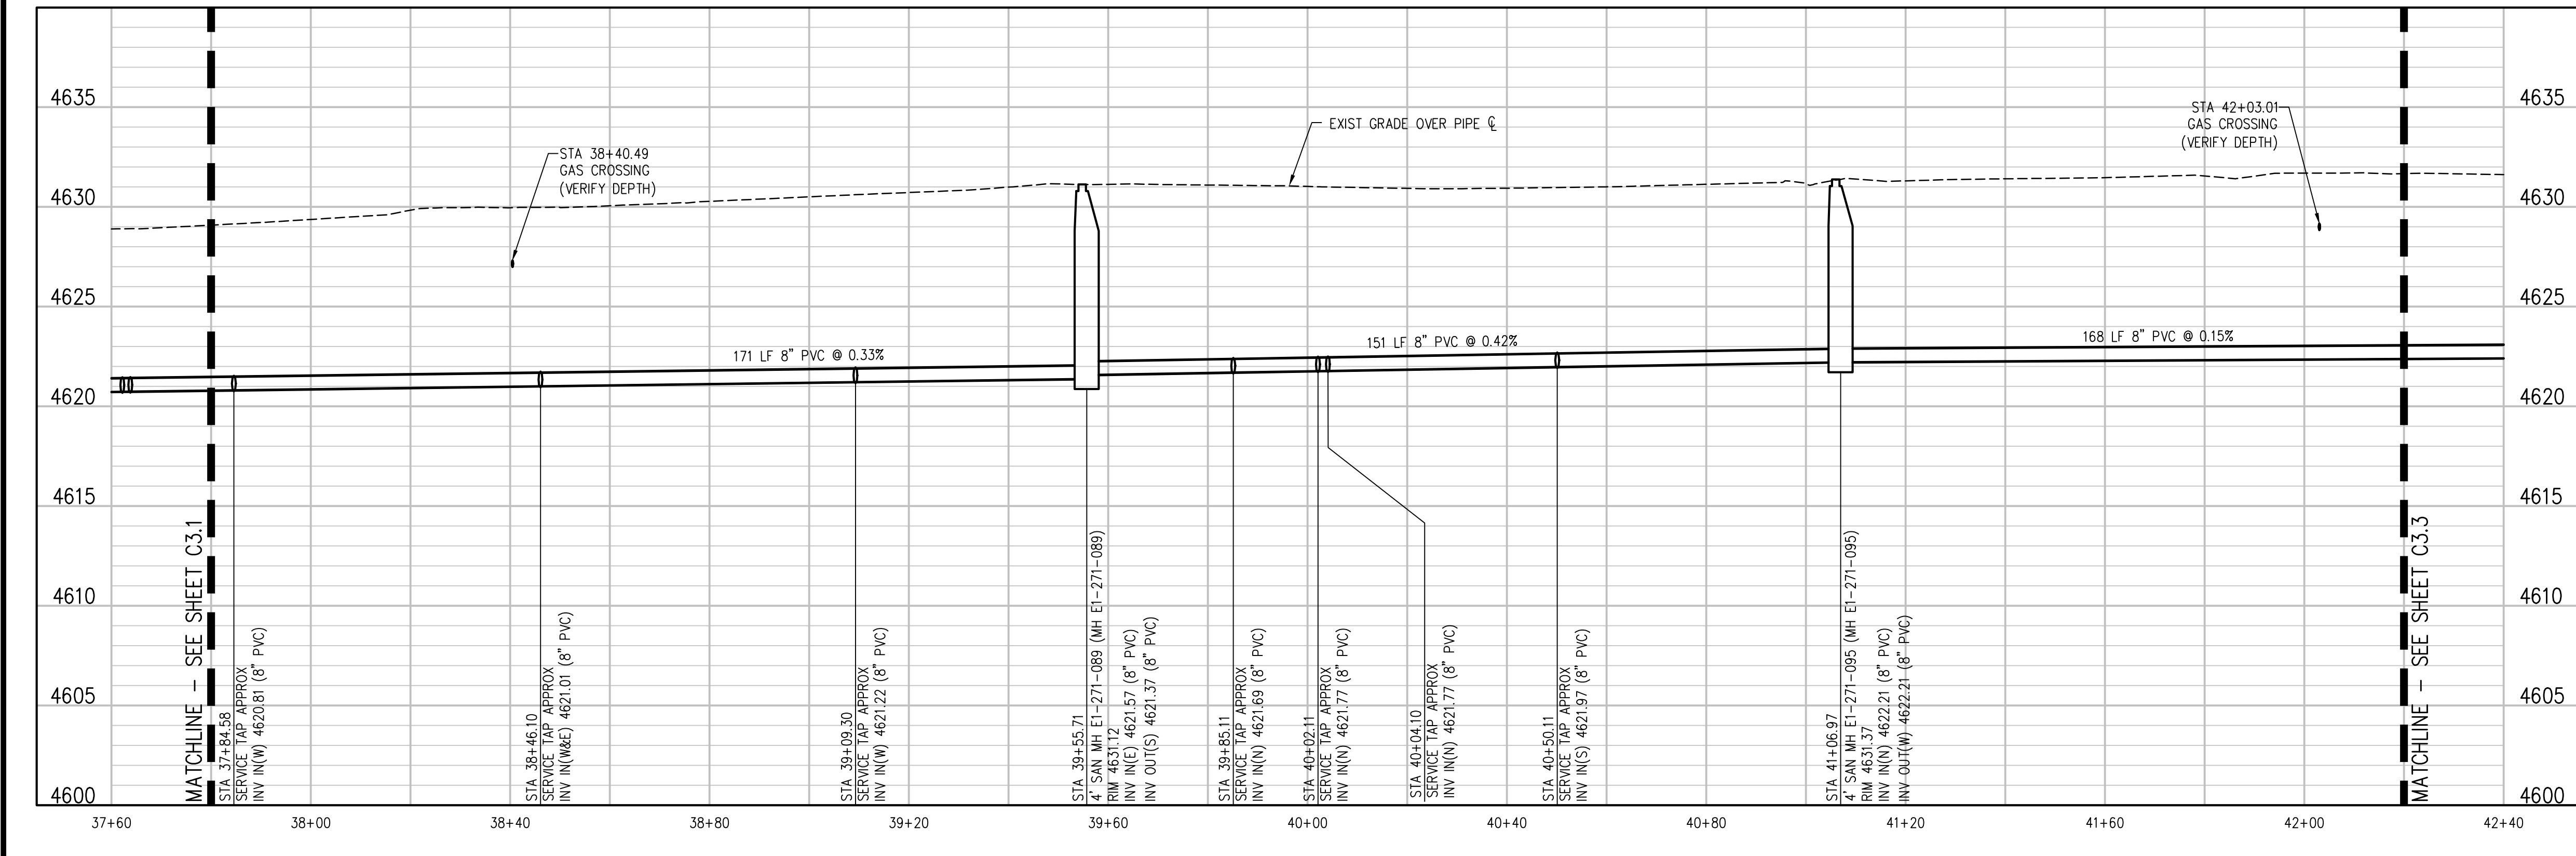 4635
4630
4625
4620
4615
4610
4605
4600
4635
4630
4625
4620
4615
4610
4605
4600
STA 38+40.49
GAS CROSSING
(VERIFY DEPTH)
EXIST GRADE OVER PIPE ℄
STA 42+03.01
GAS CROSSING
(VERIFY DEPTH)
171 LF 8" PVC @ 0.33%
151 LF 8" PVC @ 0.42%
168 LF 8" PVC @ 0.15%
MATCHLINE - SEE SHEET C3.1
STA 37+84.58
SERVICE TAP APPROX
INV IN(W) 4620.81 (8" PVC)
STA 38+46.10
SERVICE TAP APPROX
INV IN(W&E) 4621.01 (8" PVC)
STA 39+09.30
SERVICE TAP APPROX
INV IN(W) 4621.22 (8" PVC)
STA 39+55.71
4' SAN MH E1-271-089 (MH E1-271-089)
RIM 4631.12
INV IN(E) 4621.57 (8" PVC)
INV OUT(S) 4621.37 (8" PVC)
STA 39+85.11
SERVICE TAP APPROX
INV IN(N) 4621.69 (8" PVC)
STA 40+02.11
SERVICE TAP APPROX
INV IN(N) 4621.77 (8" PVC)
STA 40+04.10
SERVICE TAP APPROX
INV IN(N) 4621.77 (8" PVC)
STA 40+50.11
SERVICE TAP APPROX
INV IN(S) 4621.97 (8" PVC)
STA 41+06.97
4' SAN MH E1-271-095 (MH E1-271-095)
RIM 4631.37
INV IN(N) 4622.21 (8" PVC)
INV OUT(W) 4622.21 (8" PVC)
MATCHLINE - SEE SHEET C3.3
37+60
38+00
38+40
38+80
39+20
39+60
40+00
40+40
40+80
41+20
41+60
42+00
42+40